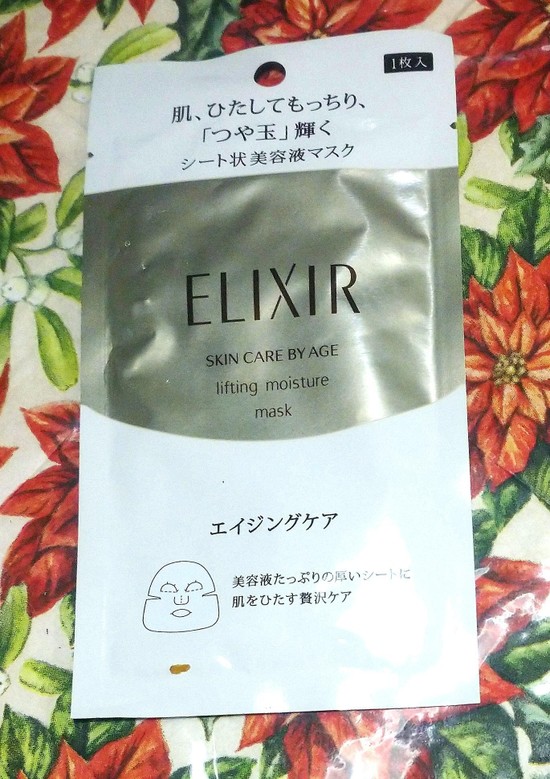 1枚入
肌、ひたしてもっちり、
「つや玉」輝く
シート状美容液マスク
ELIXIR
SKIN CARE BY AGE
lifting moisture
mask
エイジングケア
美容液たっぷりの厚いシートに
肌をひたす贅沢ケア